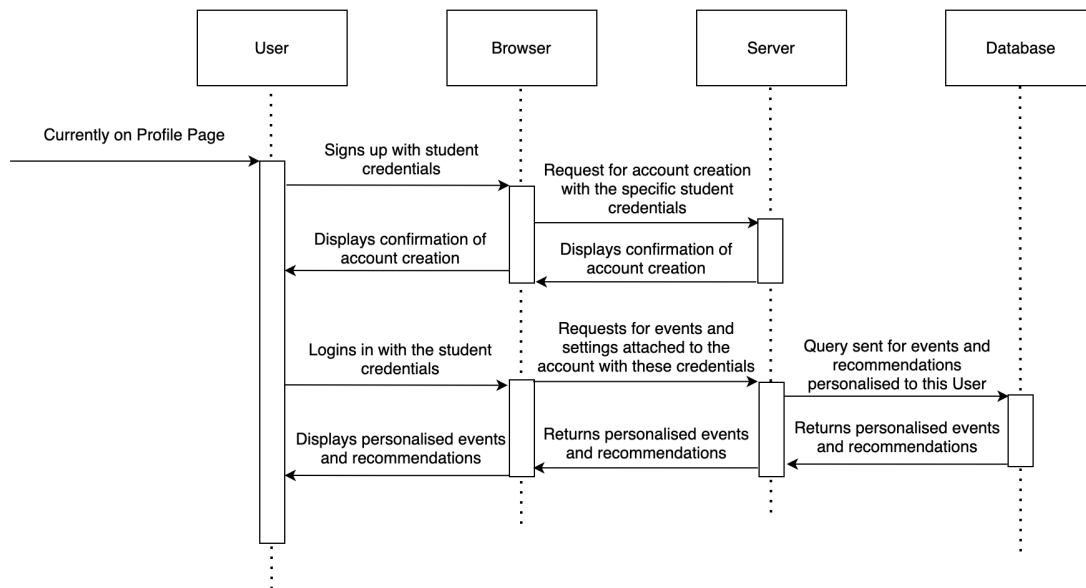 User
Browser
Server
Database
Currently on Profile Page
Signs up with student
credentials
Request for account creation
with the specific student
credentials
Displays confirmation of
account creation
Displays confirmation of
account creation
Logins in with the student
credentials
Requests for events and
settings attached to the
account with these credentials
Query sent for events and
recommendations
personalised to this User
Displays personalised events
and recommendations
Returns personalised events
and recommendations
Returns personalised events
and recommendations